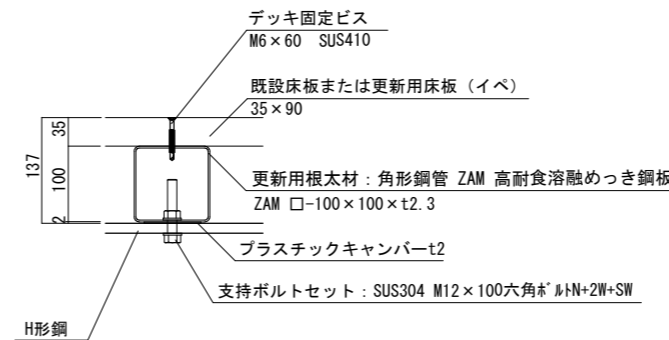 デッキ固定ビス
M6×60 SUS410
既設床板または更新用床板（イペ）
35×90
35
137
100
2
更新用根太材：角形鋼管 ZAM 高耐食溶融めっき鋼板
ZAM □-100×100×t2.3
プラスチックキャンバーt2
支持ボルトセット：SUS304 M12×100六角ﾎﾞﾙﾄN+2W+SW
H形鋼